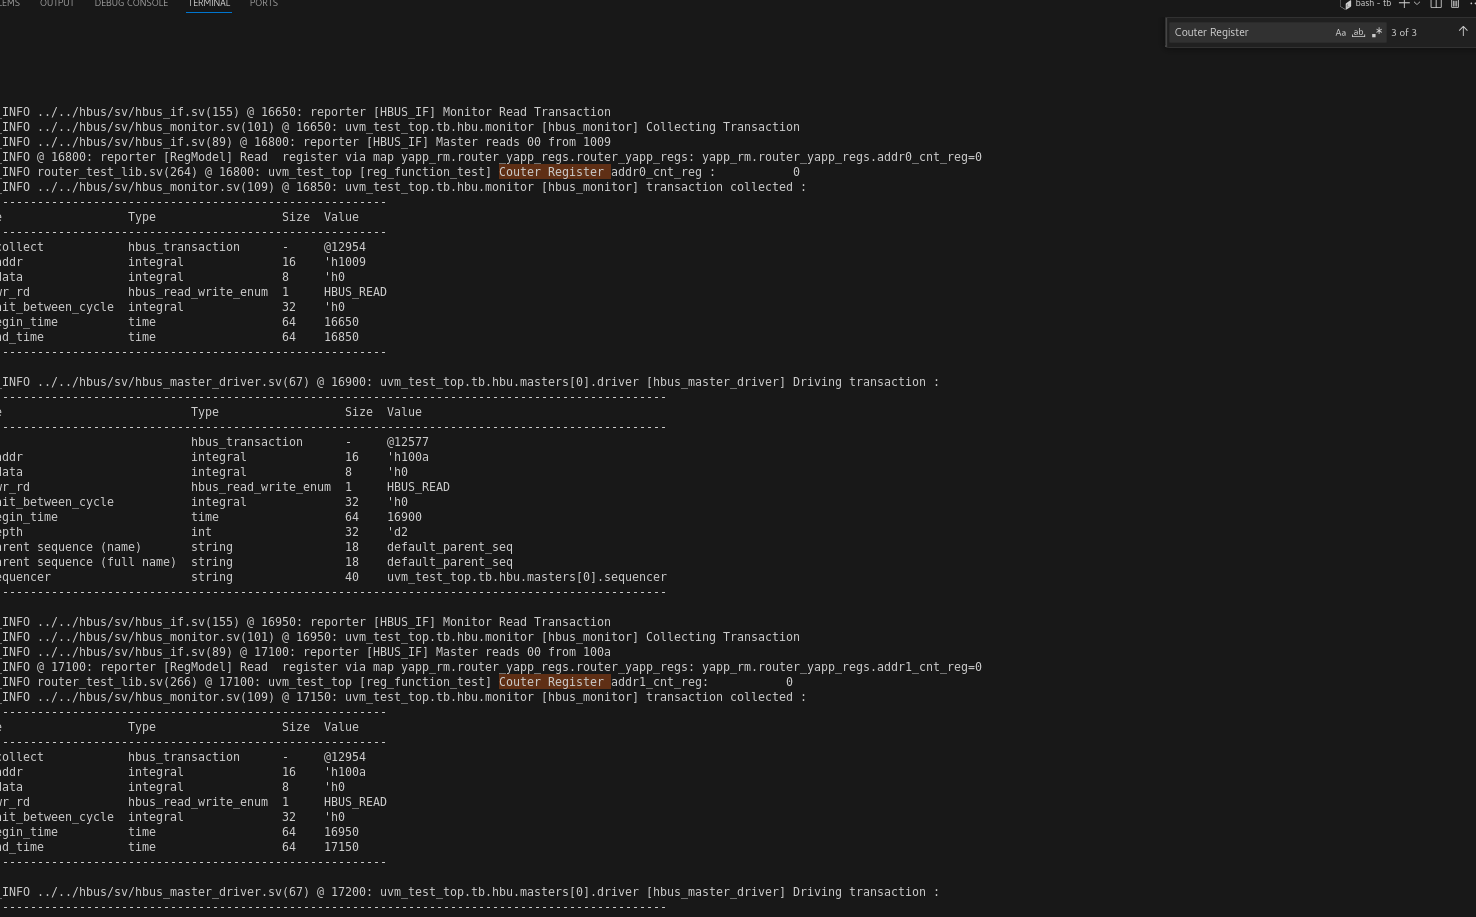 OUTPUT DEBUG CONSOLE TERMINAL PORTS
bash - tb
Couter Register Aa ab 3 of 3
_INFO ../../hbus/sv/hbus_if.sv(155) @ 16650: reporter [HBUS_IF] Monitor Read Transaction
_INFO ../../hbus/sv/hbus_monitor.sv(101) @ 16650: uvm_test_top.tb.hbu.monitor [hbus_monitor] Collecting Transaction
_INFO ../../hbus/sv/hbus_if.sv(89) @ 16800: reporter [HBUS_IF] Master reads 00 from 1009
_INFO @ 16800: reporter [RegModel] Read  register via map yapp_rm.router_yapp_regs.router_yapp_regs: yapp_rm.router_yapp_regs.addr0_cnt_reg=0
_INFO router_test_lib.sv(264) @ 16800: uvm_test_top [reg_function_test] Couter Register addr0_cnt_reg :           0
_INFO ../../hbus/sv/hbus_monitor.sv(109) @ 16850: uvm_test_top.tb.hbu.monitor [hbus_monitor] transaction collected :
-------------------------------------------------------
e Type Size Value
-------------------------------------------------------
collect hbus_transaction - @12954
addr integral 16 'h1009
data integral 8 'h0
wr_rd hbus_read_write_enum 1 HBUS_READ
ait_between_cycle integral 32 'h0
egin_time time 64 16650
nd_time time 64 16850
-------------------------------------------------------
_INFO ../../hbus/sv/hbus_master_driver.sv(67) @ 16900: uvm_test_top.tb.hbu.masters[0].driver [hbus_master_driver] Driving transaction :
-----------------------------------------------------------------------------------------------
e Type Size Value
-----------------------------------------------------------------------------------------------
hbus_transaction - @12577
addr integral 16 'h100a
data integral 8 'h0
wr_rd hbus_read_write_enum 1 HBUS_READ
ait_between_cycle integral 32 'h0
egin_time time 64 16900
epth int 32 'd2
arent sequence (name) string 18 default_parent_seq
arent sequence (full name) string 18 default_parent_seq
equencer string 40 uvm_test_top.tb.hbu.masters[0].sequencer
-----------------------------------------------------------------------------------------------
_INFO ../../hbus/sv/hbus_if.sv(155) @ 16950: reporter [HBUS_IF] Monitor Read Transaction
_INFO ../../hbus/sv/hbus_monitor.sv(101) @ 16950: uvm_test_top.tb.hbu.monitor [hbus_monitor] Collecting Transaction
_INFO ../../hbus/sv/hbus_if.sv(89) @ 17100: reporter [HBUS_IF] Master reads 00 from 100a
_INFO @ 17100: reporter [RegModel] Read  register via map yapp_rm.router_yapp_regs.router_yapp_regs: yapp_rm.router_yapp_regs.addr1_cnt_reg=0
_INFO router_test_lib.sv(266) @ 17100: uvm_test_top [reg_function_test] Couter Register addr1_cnt_reg:           0
_INFO ../../hbus/sv/hbus_monitor.sv(109) @ 17150: uvm_test_top.tb.hbu.monitor [hbus_monitor] transaction collected :
-------------------------------------------------------
e Type Size Value
-------------------------------------------------------
collect hbus_transaction - @12954
addr integral 16 'h100a
data integral 8 'h0
wr_rd hbus_read_write_enum 1 HBUS_READ
ait_between_cycle integral 32 'h0
egin_time time 64 16950
nd_time time 64 17150
-------------------------------------------------------
_INFO ../../hbus/sv/hbus_master_driver.sv(67) @ 17200: uvm_test_top.tb.hbu.masters[0].driver [hbus_master_driver] Driving transaction :
-----------------------------------------------------------------------------------------------